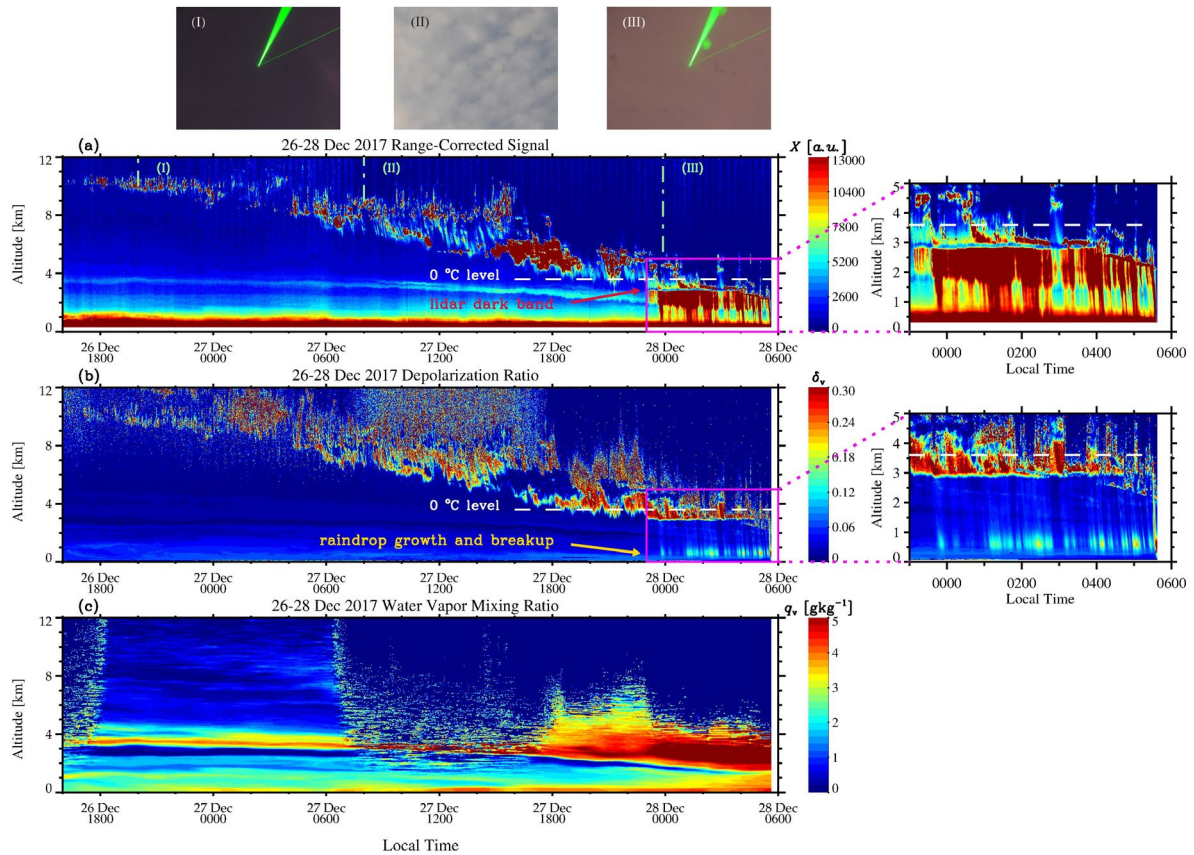 (I)
(II)
(III)
(a)
26-28 Dec 2017 Range-Corrected Signal
X [a.u.]
12
8
4
0
Altitude [km]
(I)
(II)
(III)
0 °C level
lidar dark band
13000
10400
7800
5200
2600
0
26 Dec
1800
27 Dec
0000
27 Dec
0600
27 Dec
1200
27 Dec
1800
28 Dec
0000
28 Dec
0600
5
4
3
2
1
0
Altitude [km]
0000
0200
0400
0600
Local Time
(b)
26-28 Dec 2017 Depolarization Ratio
δv
12
8
4
0
Altitude [km]
0 °C level
raindrop growth and breakup
0.30
0.24
0.18
0.12
0.06
0
26 Dec
1800
27 Dec
0000
27 Dec
0600
27 Dec
1200
27 Dec
1800
28 Dec
0000
28 Dec
0600
5
4
3
2
1
0
Altitude [km]
0000
0200
0400
0600
Local Time
(c)
26-28 Dec 2017 Water Vapor Mixing Ratio
qv [gkg⁻¹]
12
8
4
0
Altitude [km]
5
4
3
2
1
0
26 Dec
1800
27 Dec
0000
27 Dec
0600
27 Dec
1200
27 Dec
1800
28 Dec
0000
28 Dec
0600
Local Time